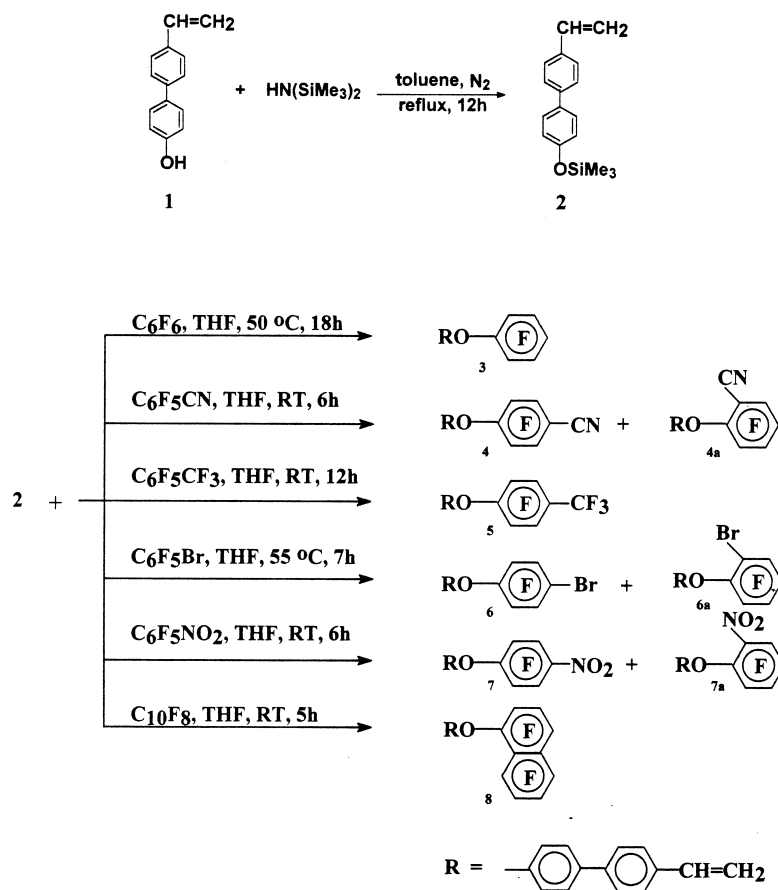 CH=CH₂ CH=CH₂
+ HN(SiMe₃)₂ toluene, N₂
reflux, 12h
OH OSiMe₃
1 2
C₆F₆, THF, 50 ºC, 18h RO F
3
CN
C₆F₅CN, THF, RT, 6h RO F CN + RO F
4 4a
C₆F₅CF₃, THF, RT, 12h RO F CF₃
5
2 +
Br
C₆F₅Br, THF, 55 ºC, 7h RO F Br + RO F
6 6a
NO₂
C₆F₅NO₂, THF, RT, 6h RO F NO₂ + RO F
7 7a
C₁₀F₈, THF, RT, 5h RO F
F
8
R = CH=CH₂